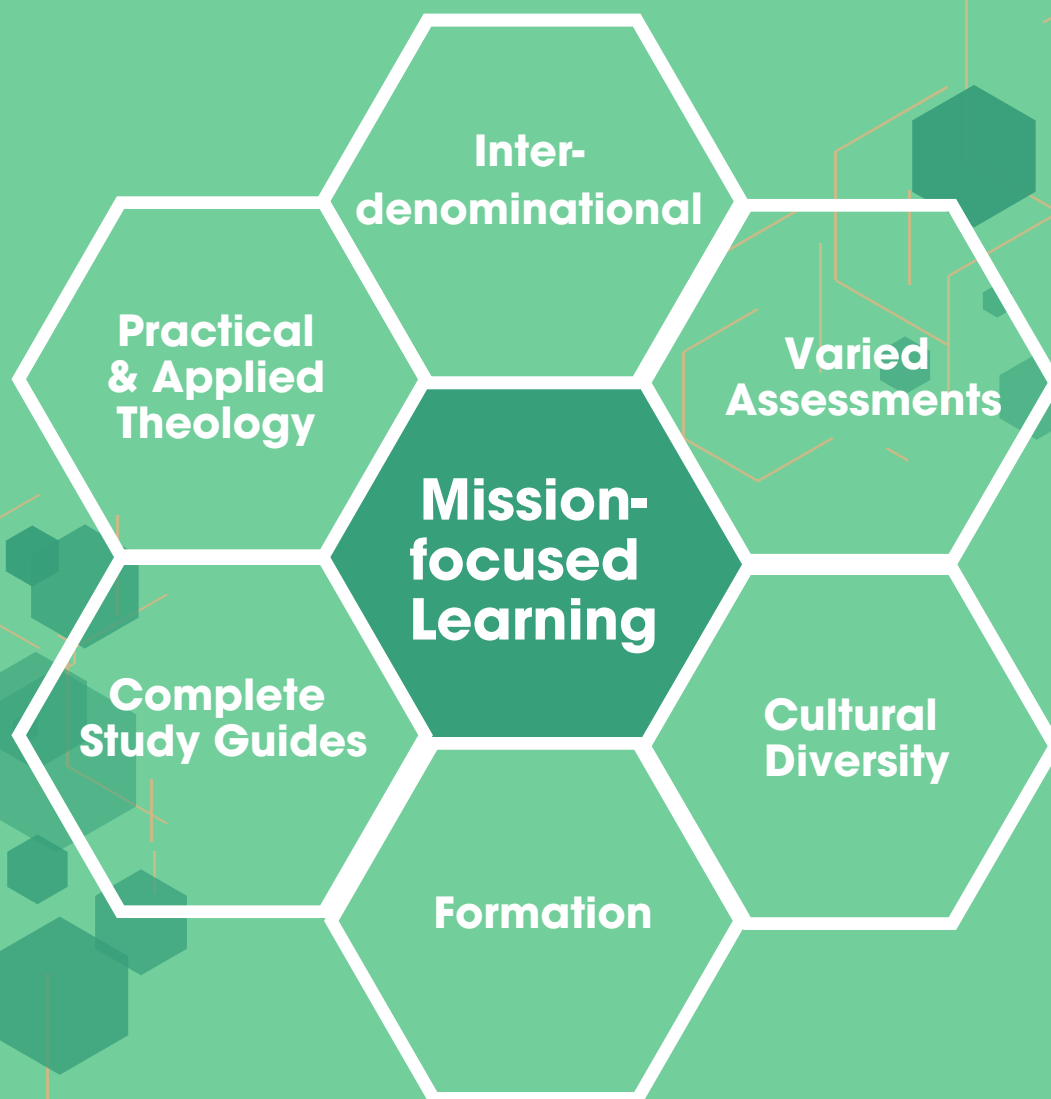 Inter-
denominational
Practical
& Applied
Theology
Varied
Assessments
Mission-
focused
Learning
Complete
Study Guides
Cultural
Diversity
Formation